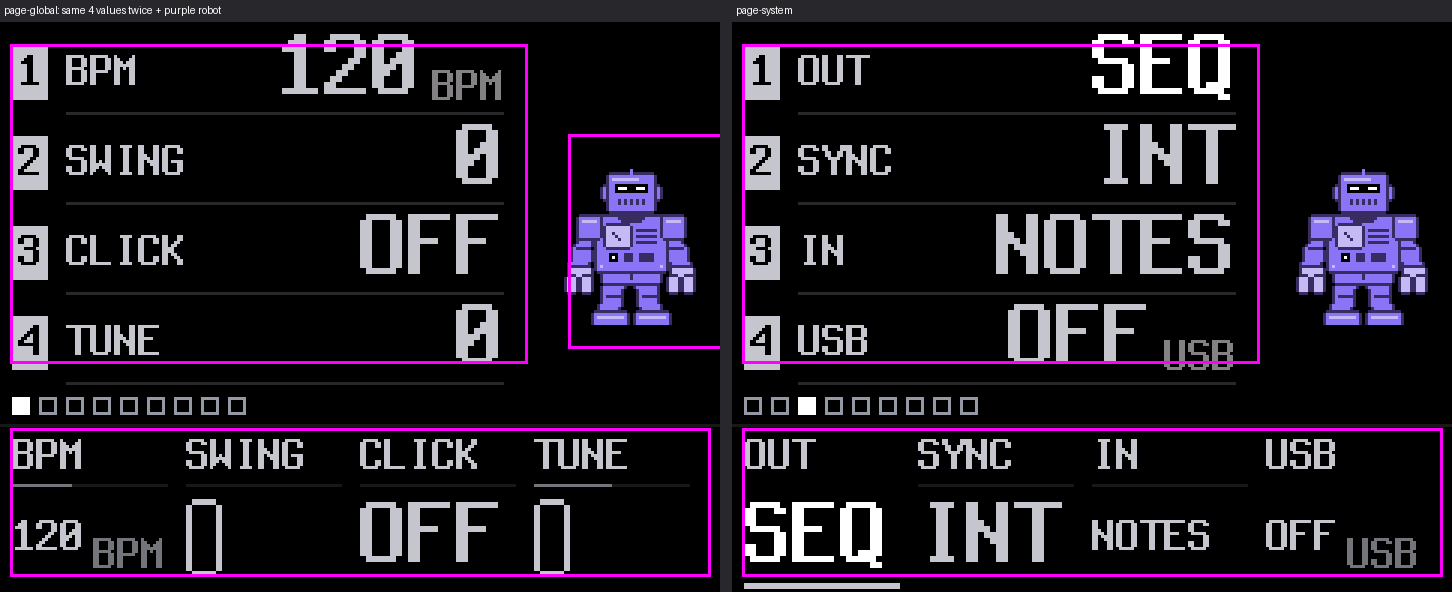 page-global: same 4 values twice + purple robot
1 BPM 120 BPM
2 SWING 0
3 CLICK OFF
4 TUNE 0
BPM SWING CLICK TUNE
120 BPM 0 OFF 0
page-system
1 OUT SEQ
2 SYNC INT
3 IN NOTES
4 USB OFF USB
OUT SYNC IN USB
SEQ INT NOTES OFF USB